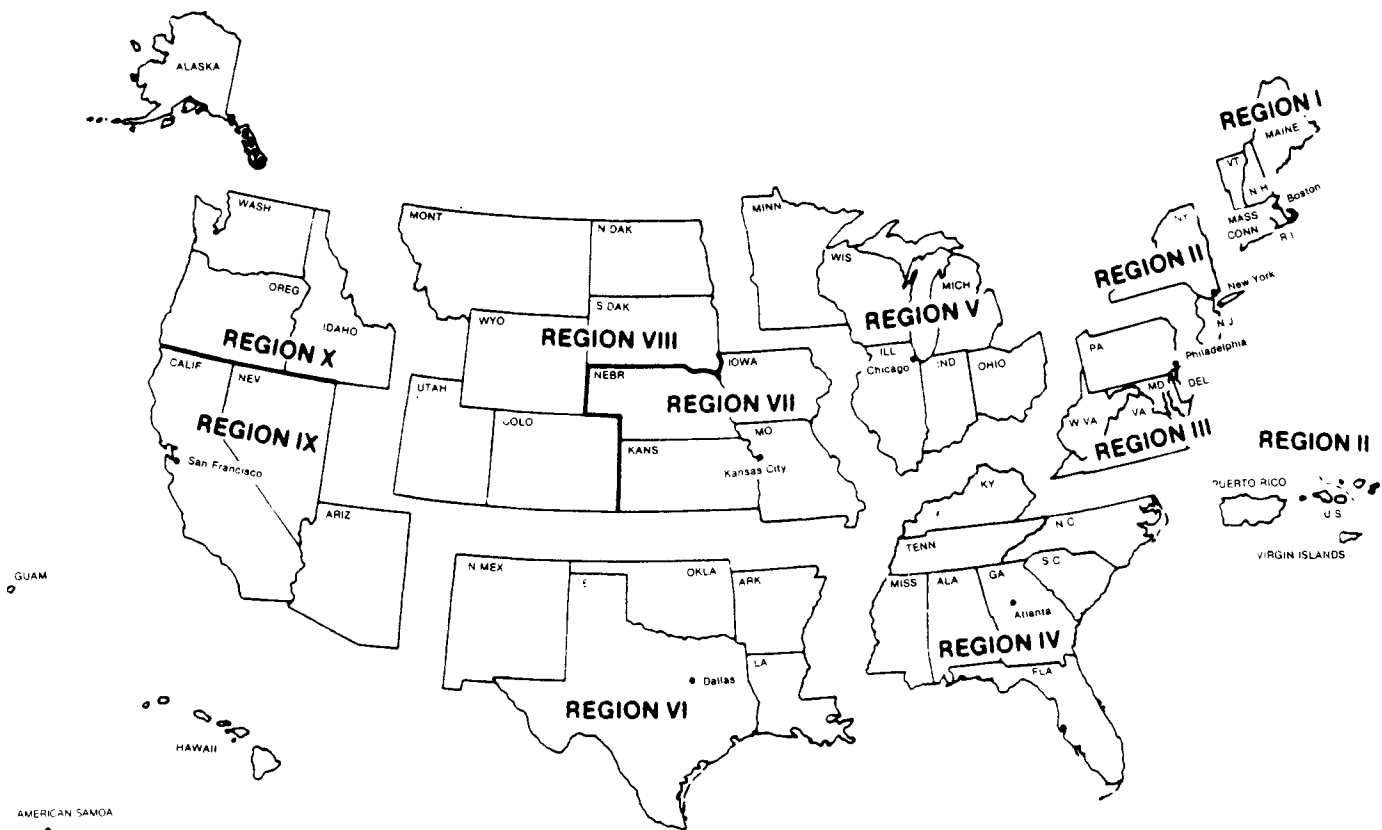 ALASKA
REGION I
MAINE
VT
N H
Boston
MASS
CONN
R I
NY
REGION II
New York
N J
WASH
OREG
IDAHO
REGION X
MONT
N DAK
S DAK
WYO
REGION VIII
UTAH
MINN
WIS
MICH
REGION V
ILL
Chicago
IND
OHIO
PA
Philadelphia
MD
DEL
W VA
VA
REGION III
CALIF
NEV
REGION IX
San Francisco
ARIZ
NEBR
IOWA
REGION VII
KANS
MO
Kansas City
KY
TENN
N C
S C
MISS
ALA
GA
Atlanta
REGION IV
FLA
REGION II
PUERTO RICO
U S
VIRGIN ISLANDS
N MEX
OKLA
ARK
LA
Dallas
REGION VI
GUAM
HAWAII
AMERICAN SAMOA